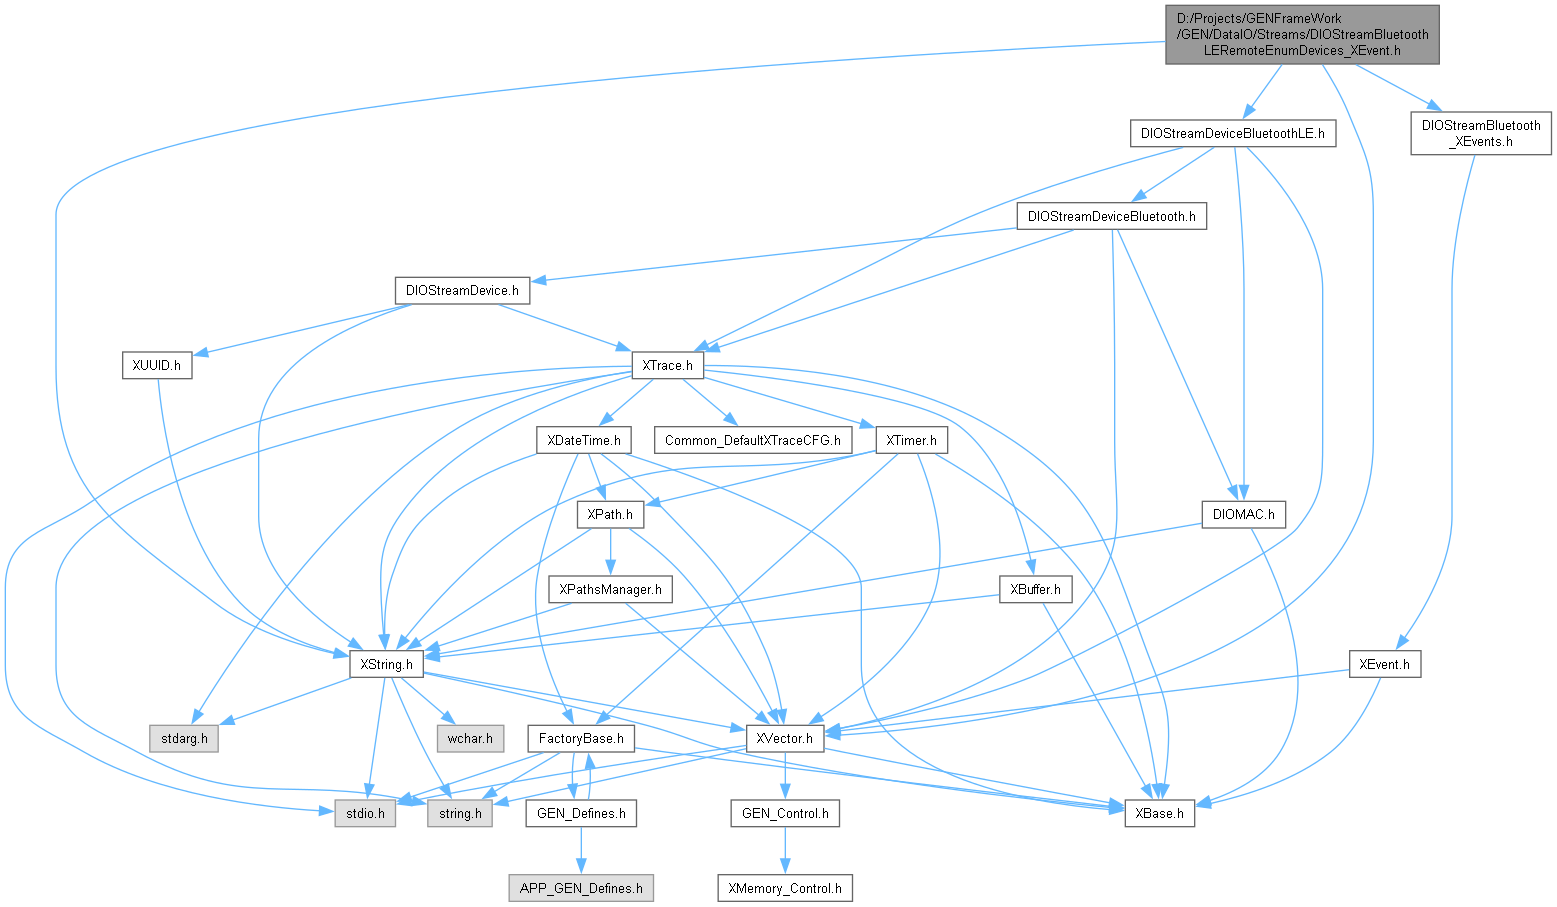 D:/Projects/GENFrameWork
/GEN/DataIO/Streams/DIOStreamBluetooth
LERemoteEnumDevices_XEvent.h
DIOStreamDeviceBluetoothLE.h
DIOStreamBluetooth
_XEvents.h
DIOStreamDeviceBluetooth.h
DIOStreamDevice.h
XUUID.h
XTrace.h
XDateTime.h
Common_DefaultXTraceCFG.h
XTimer.h
XPath.h
DIOMAC.h
XPathsManager.h
XBuffer.h
XString.h
XEvent.h
stdarg.h
wchar.h
FactoryBase.h
XVector.h
stdio.h
string.h
GEN_Defines.h
GEN_Control.h
XBase.h
APP_GEN_Defines.h
XMemory_Control.h